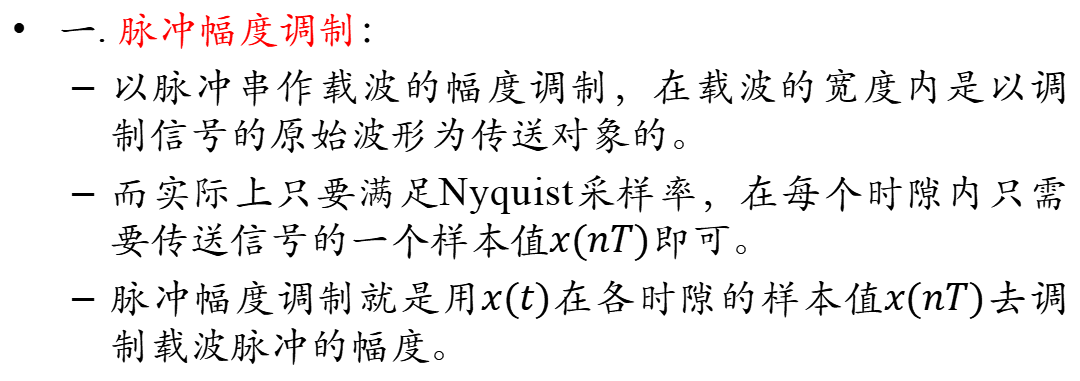 • 一. 脉冲幅度调制：
– 以脉冲串作载波的幅度调制，在载波的宽度内是以调
制信号的原始波形为传送对象的。
– 而实际上只要满足Nyquist采样率，在每个时隙内只需
要传送信号的一个样本值x(nT)即可。
– 脉冲幅度调制就是用x(t)在各时隙的样本值x(nT)去调
制载波脉冲的幅度。